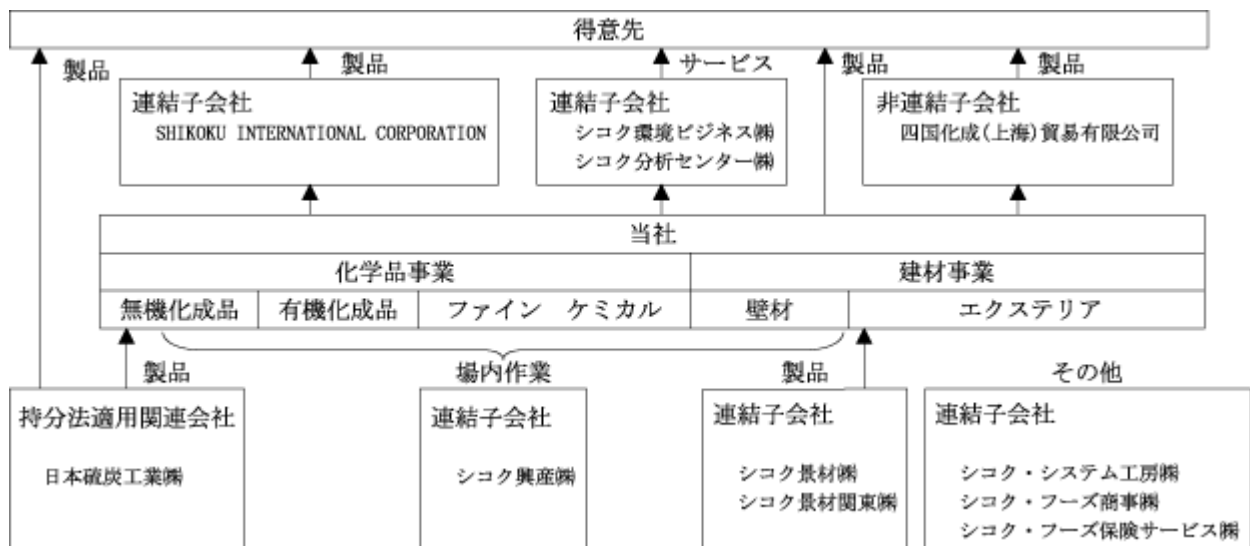 得意先
製品
製品
サービス
製品
製品
連結子会社
SHIKOKU INTERNATIONAL CORPORATION
連結子会社
シコク環境ビジネス㈱
シコク分析センター㈱
非連結子会社
四国化成(上海)貿易有限公司
当社
化学品事業
建材事業
無機化成品
有機化成品
ファイン ケミカル
壁材
エクステリア
製品
場内作業
製品
その他
持分法適用関連会社
日本硫炭工業㈱
連結子会社
シコク興産㈱
連結子会社
シコク景材㈱
シコク景材関東㈱
連結子会社
シコク・システム工房㈱
シコク・フーズ商事㈱
シコク・フーズ保険サービス㈱